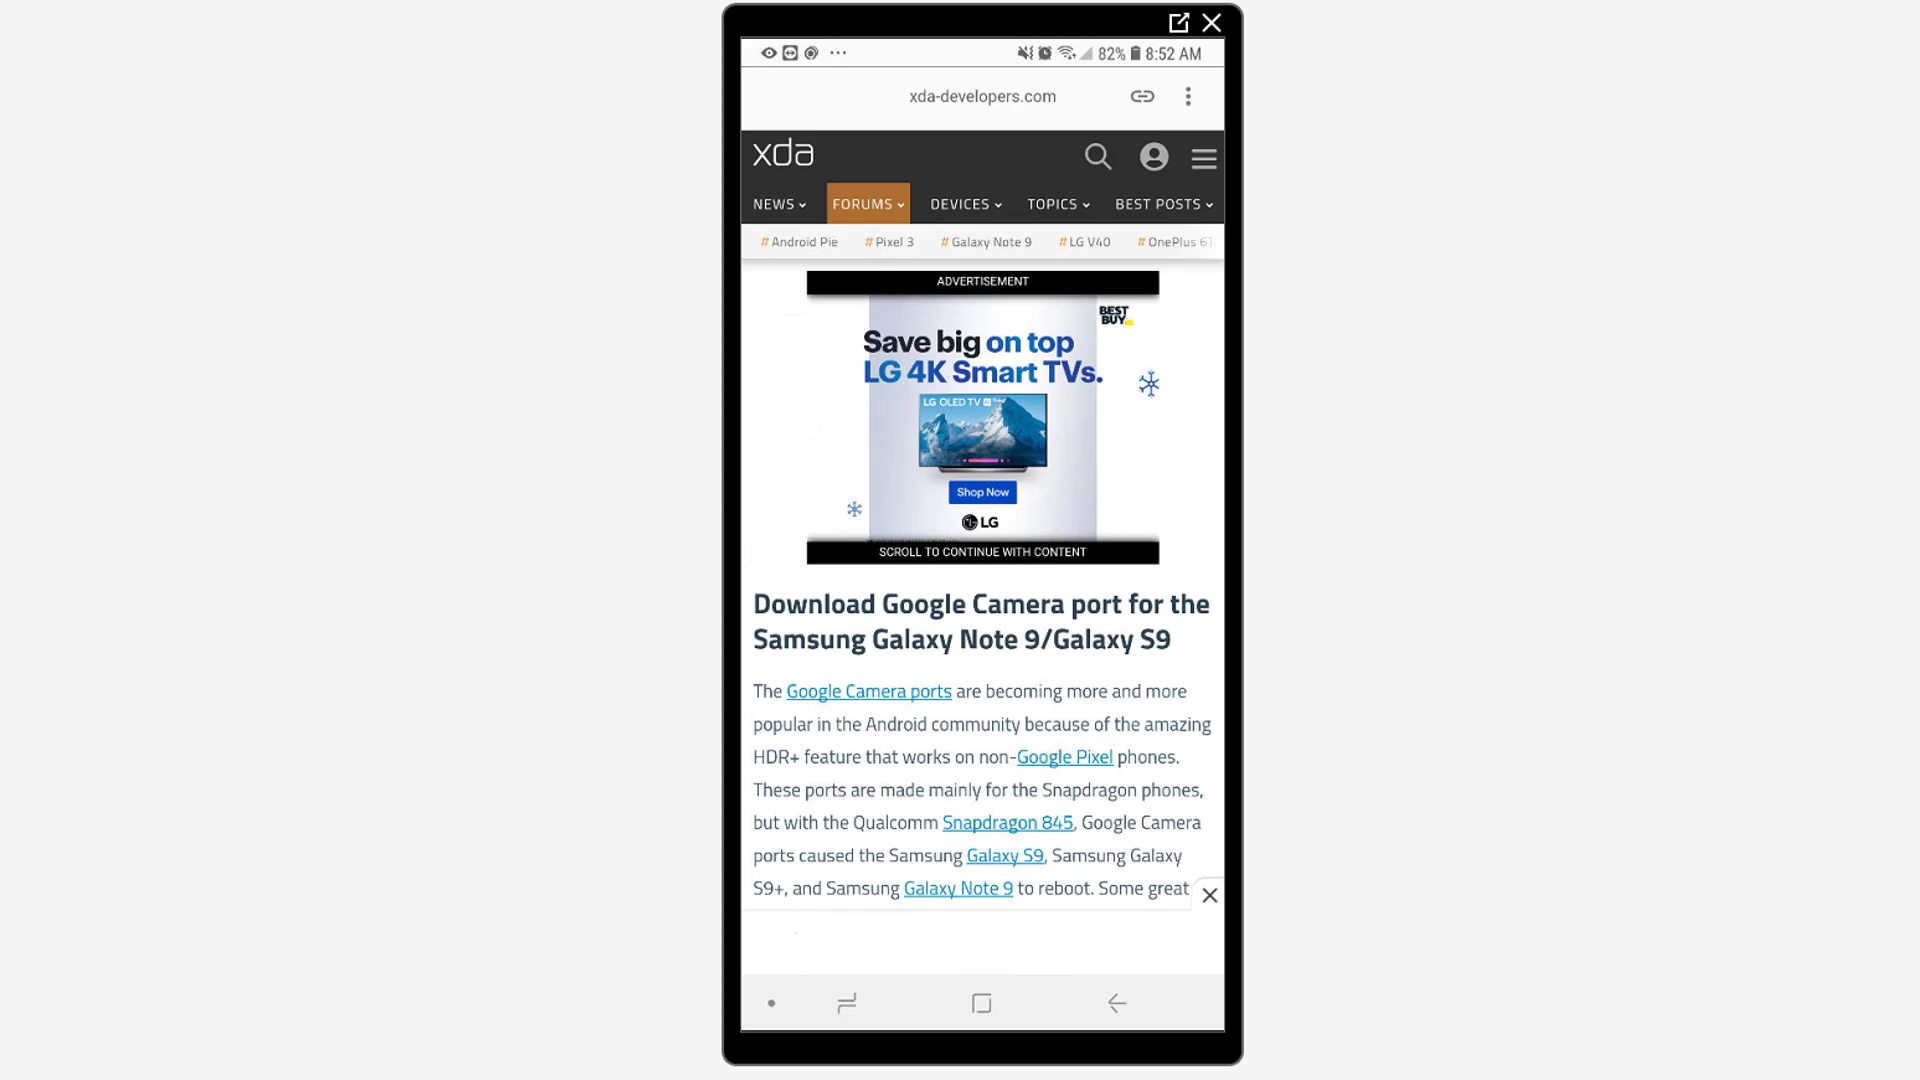 82% 8:52 AM
xda-developers.com
xda
NEWS FORUMS DEVICES TOPICS BEST POSTS
# Android Pie # Pixel 3 # Galaxy Note 9 # LG V40 # OnePlus 6T
ADVERTISEMENT
BEST
BUY
Save big on top
LG 4K Smart TVs.
LG OLED TV
Shop Now
LG
SCROLL TO CONTINUE WITH CONTENT
Download Google Camera port for the
Samsung Galaxy Note 9/Galaxy S9
The Google Camera ports are becoming more and more
popular in the Android community because of the amazing
HDR+ feature that works on non-Google Pixel phones.
These ports are made mainly for the Snapdragon phones,
but with the Qualcomm Snapdragon 845, Google Camera
ports caused the Samsung Galaxy S9, Samsung Galaxy
S9+, and Samsung Galaxy Note 9 to reboot. Some great